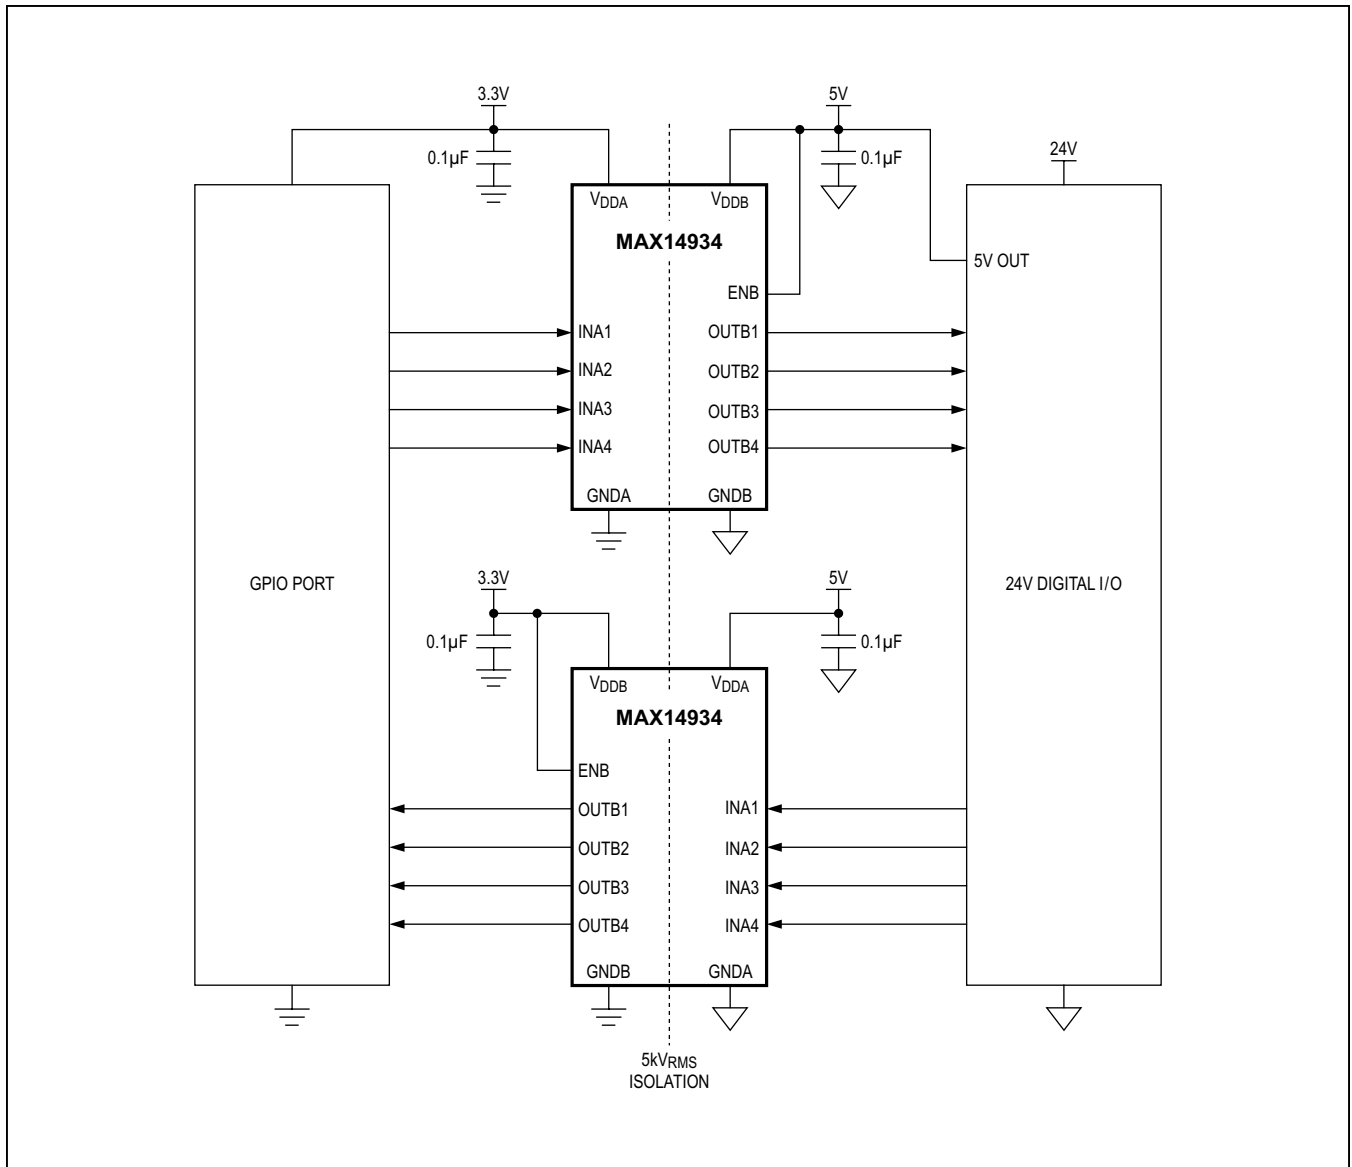 3.3V
5V
0.1µF
0.1µF
24V
VDDA
VDDB
MAX14934
5V OUT
ENB
INA1
OUTB1
INA2
OUTB2
INA3
OUTB3
INA4
OUTB4
GNDA
GNDB
GPIO PORT
3.3V
5V
24V DIGITAL I/O
0.1µF
0.1µF
VDDB
VDDA
MAX14934
ENB
OUTB1
INA1
OUTB2
INA2
OUTB3
INA3
OUTB4
INA4
GNDB
GNDA
5kVRMS
ISOLATION